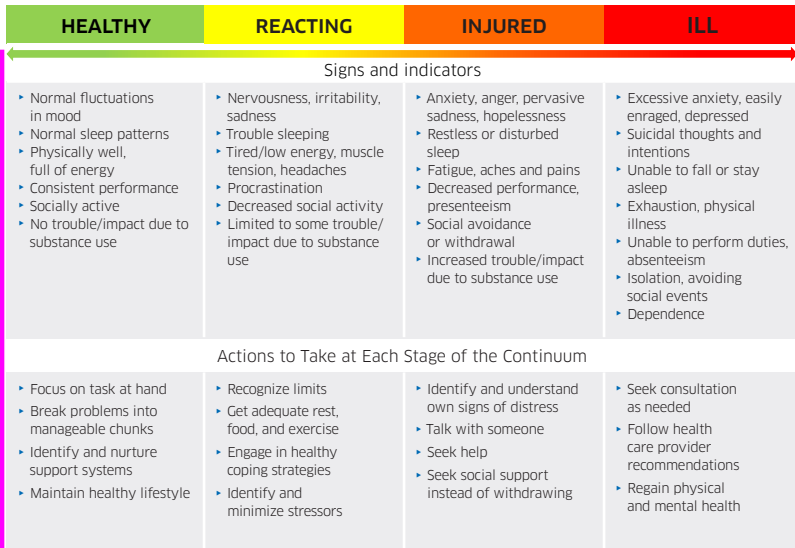 HEALTHY
REACTING
INJURED
ILL
Signs and indicators
‣ Normal fluctuations
in mood
‣ Normal sleep patterns
‣ Physically well,
full of energy
‣ Consistent performance
‣ Socially active
‣ No trouble/impact due to
substance use
‣ Nervousness, irritability,
sadness
‣ Trouble sleeping
‣ Tired/low energy, muscle
tension, headaches
‣ Procrastination
‣ Decreased social activity
‣ Limited to some trouble/
impact due to substance
use
‣ Anxiety, anger, pervasive
sadness, hopelessness
‣ Restless or disturbed
sleep
‣ Fatigue, aches and pains
‣ Decreased performance,
presenteeism
‣ Social avoidance
or withdrawal
‣ Increased trouble/impact
due to substance use
‣ Excessive anxiety, easily
enraged, depressed
‣ Suicidal thoughts and
intentions
‣ Unable to fall or stay
asleep
‣ Exhaustion, physical
illness
‣ Unable to perform duties,
absenteeism
‣ Isolation, avoiding
social events
‣ Dependence
Actions to Take at Each Stage of the Continuum
‣ Focus on task at hand
‣ Break problems into
manageable chunks
‣ Identify and nurture
support systems
‣ Maintain healthy lifestyle
‣ Recognize limits
‣ Get adequate rest,
food, and exercise
‣ Engage in healthy
coping strategies
‣ Identify and
minimize stressors
‣ Identify and understand
own signs of distress
‣ Talk with someone
‣ Seek help
‣ Seek social support
instead of withdrawing
‣ Seek consultation
as needed
‣ Follow health
care provider
recommendations
‣ Regain physical
and mental health